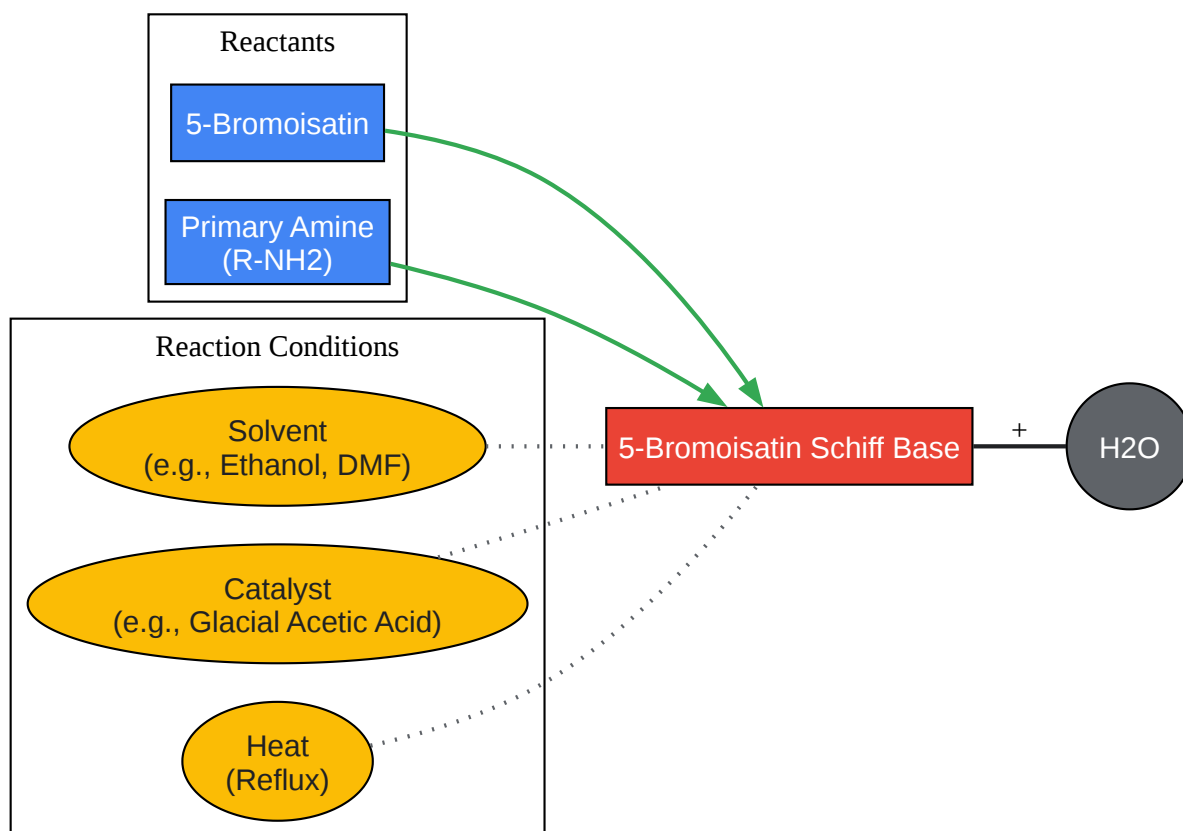 Reactants
5-Bromoisatin
Primary Amine
(R-NH2)
Reaction Conditions
Solvent
(e.g., Ethanol, DMF)
Catalyst
(e.g., Glacial Acetic Acid)
Heat
(Reflux)
5-Bromoisatin Schiff Base
+
H2O